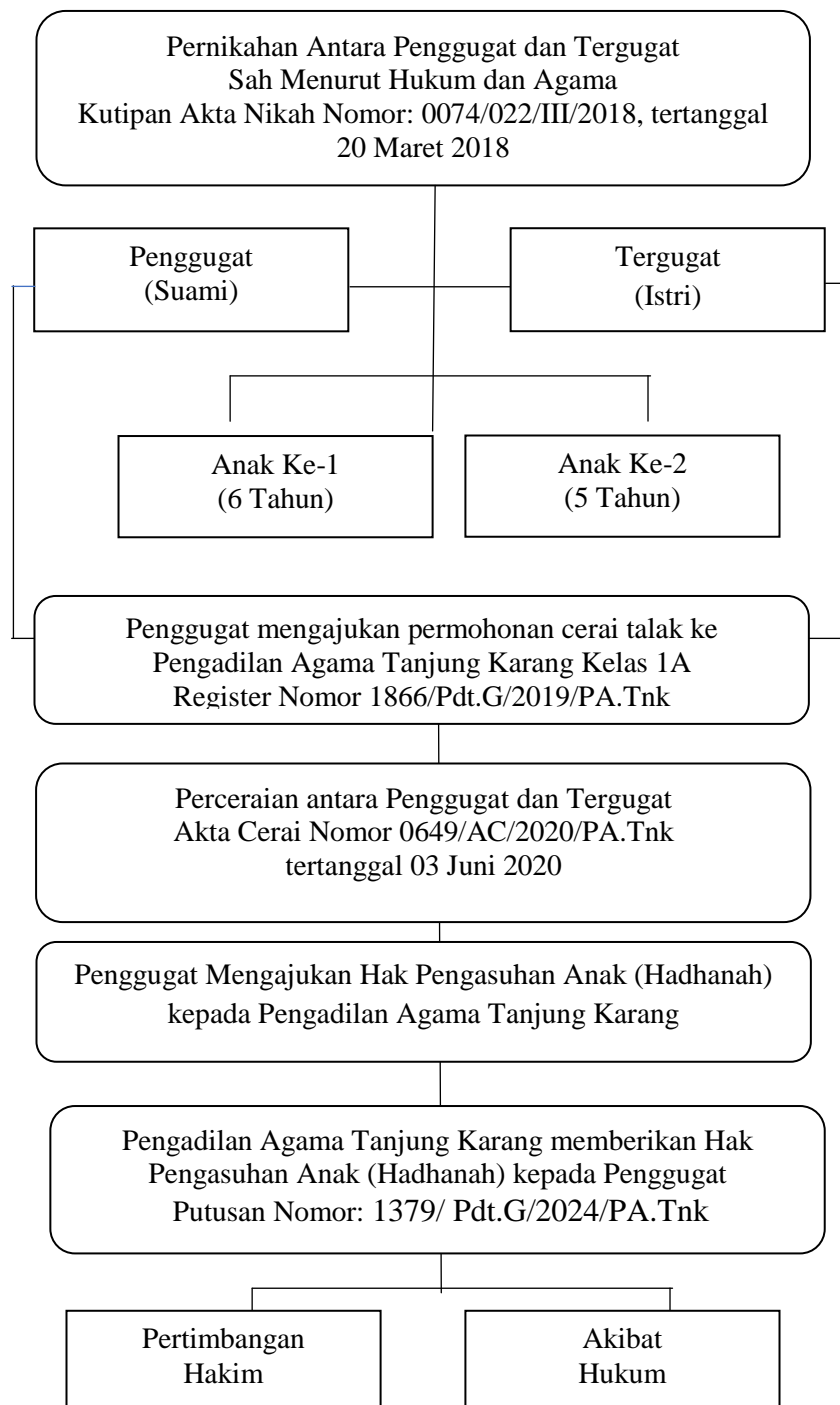 Pernikahan Antara Penggugat dan Tergugat
Sah Menurut Hukum dan Agama
Kutipan Akta Nikah Nomor: 0074/022/III/2018, tertanggal
20 Maret 2018
Penggugat
(Suami)
Tergugat
(Istri)
Anak Ke-1
(6 Tahun)
Anak Ke-2
(5 Tahun)
Penggugat mengajukan permohonan cerai talak ke
Pengadilan Agama Tanjung Karang Kelas 1A
Register Nomor 1866/Pdt.G/2019/PA.Tnk
Perceraian antara Penggugat dan Tergugat
Akta Cerai Nomor 0649/AC/2020/PA.Tnk
tertanggal 03 Juni 2020
Penggugat Mengajukan Hak Pengasuhan Anak (Hadhanah)
kepada Pengadilan Agama Tanjung Karang
Pengadilan Agama Tanjung Karang memberikan Hak
Pengasuhan Anak (Hadhanah) kepada Penggugat
Putusan Nomor: 1379/ Pdt.G/2024/PA.Tnk
Pertimbangan
Hakim
Akibat
Hukum